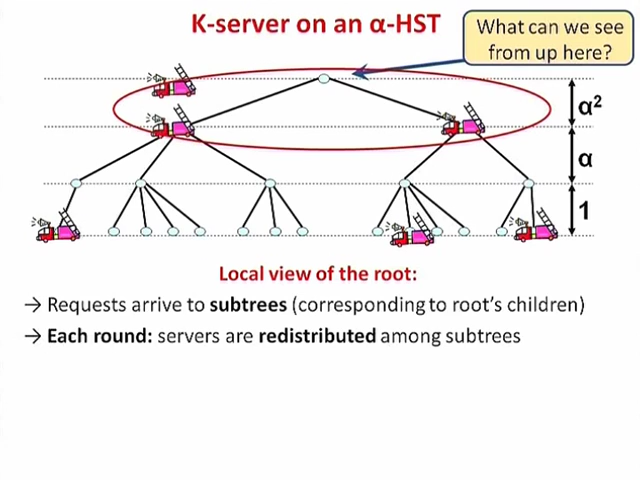 K-server on an α-HST
What can we see
from up here?
α²
α
1
Local view of the root:
→ Requests arrive to subtrees (corresponding to root's children)
→ Each round: servers are redistributed among subtrees